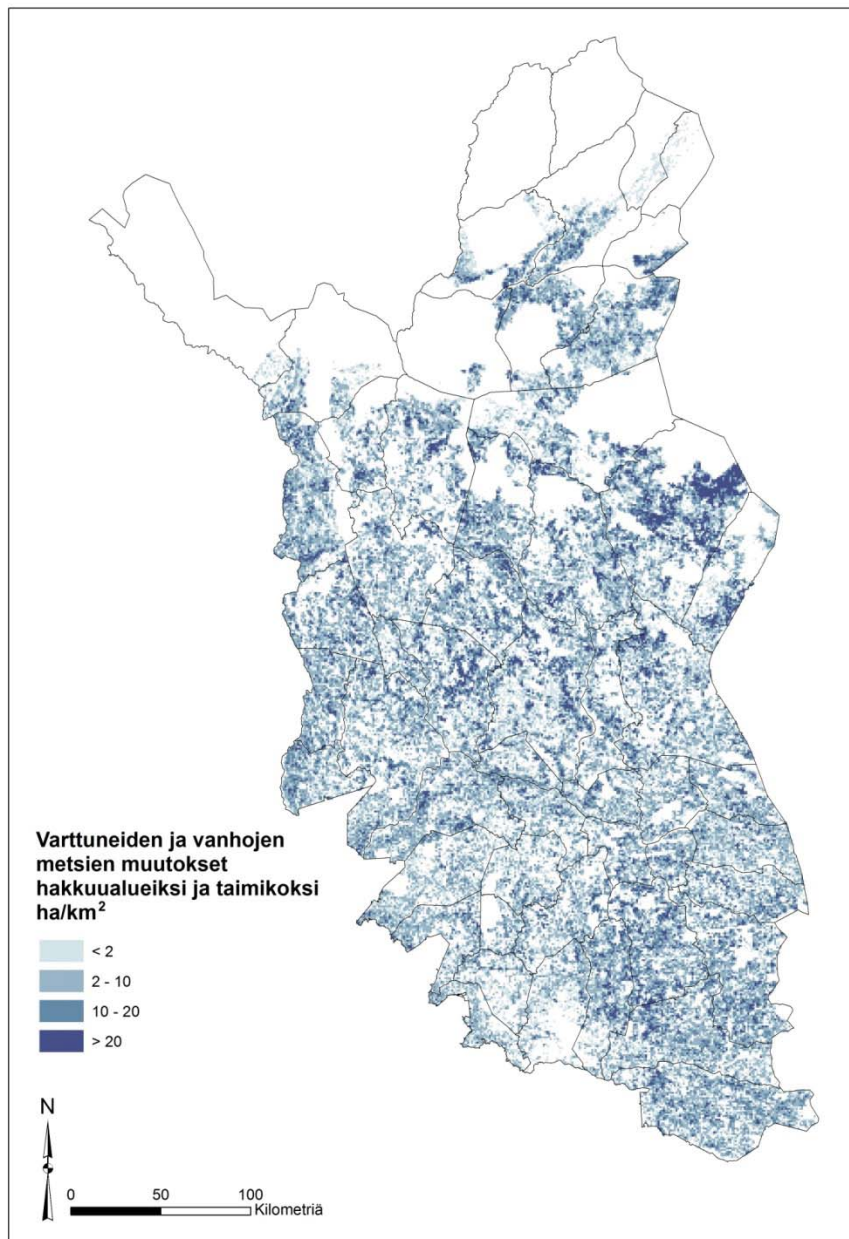 Varttuneiden ja vanhojen
metsien muutokset
hakkuualueiksi ja taimikoksi
ha/km²
< 2
2 - 10
10 - 20
> 20
N
0 50 100
Kilometriä